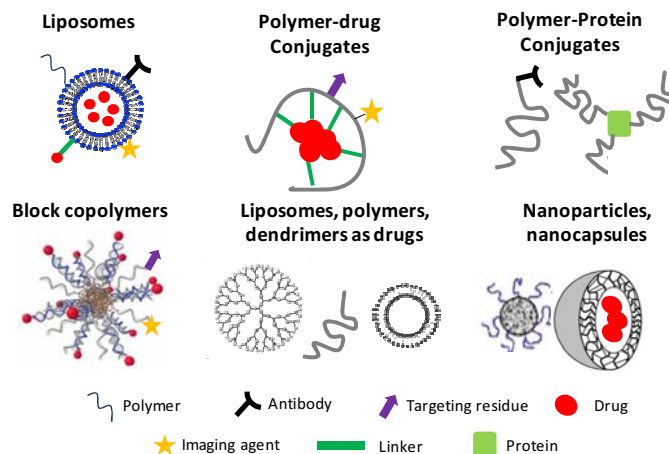 Liposomes
Polymer-drug
Conjugates
Polymer-Protein
Conjugates
Block copolymers
Liposomes, polymers,
dendrimers as drugs
Nanoparticles,
nanocapsules
Polymer
Antibody
Targeting residue
Drug
Imaging agent
Linker
Protein